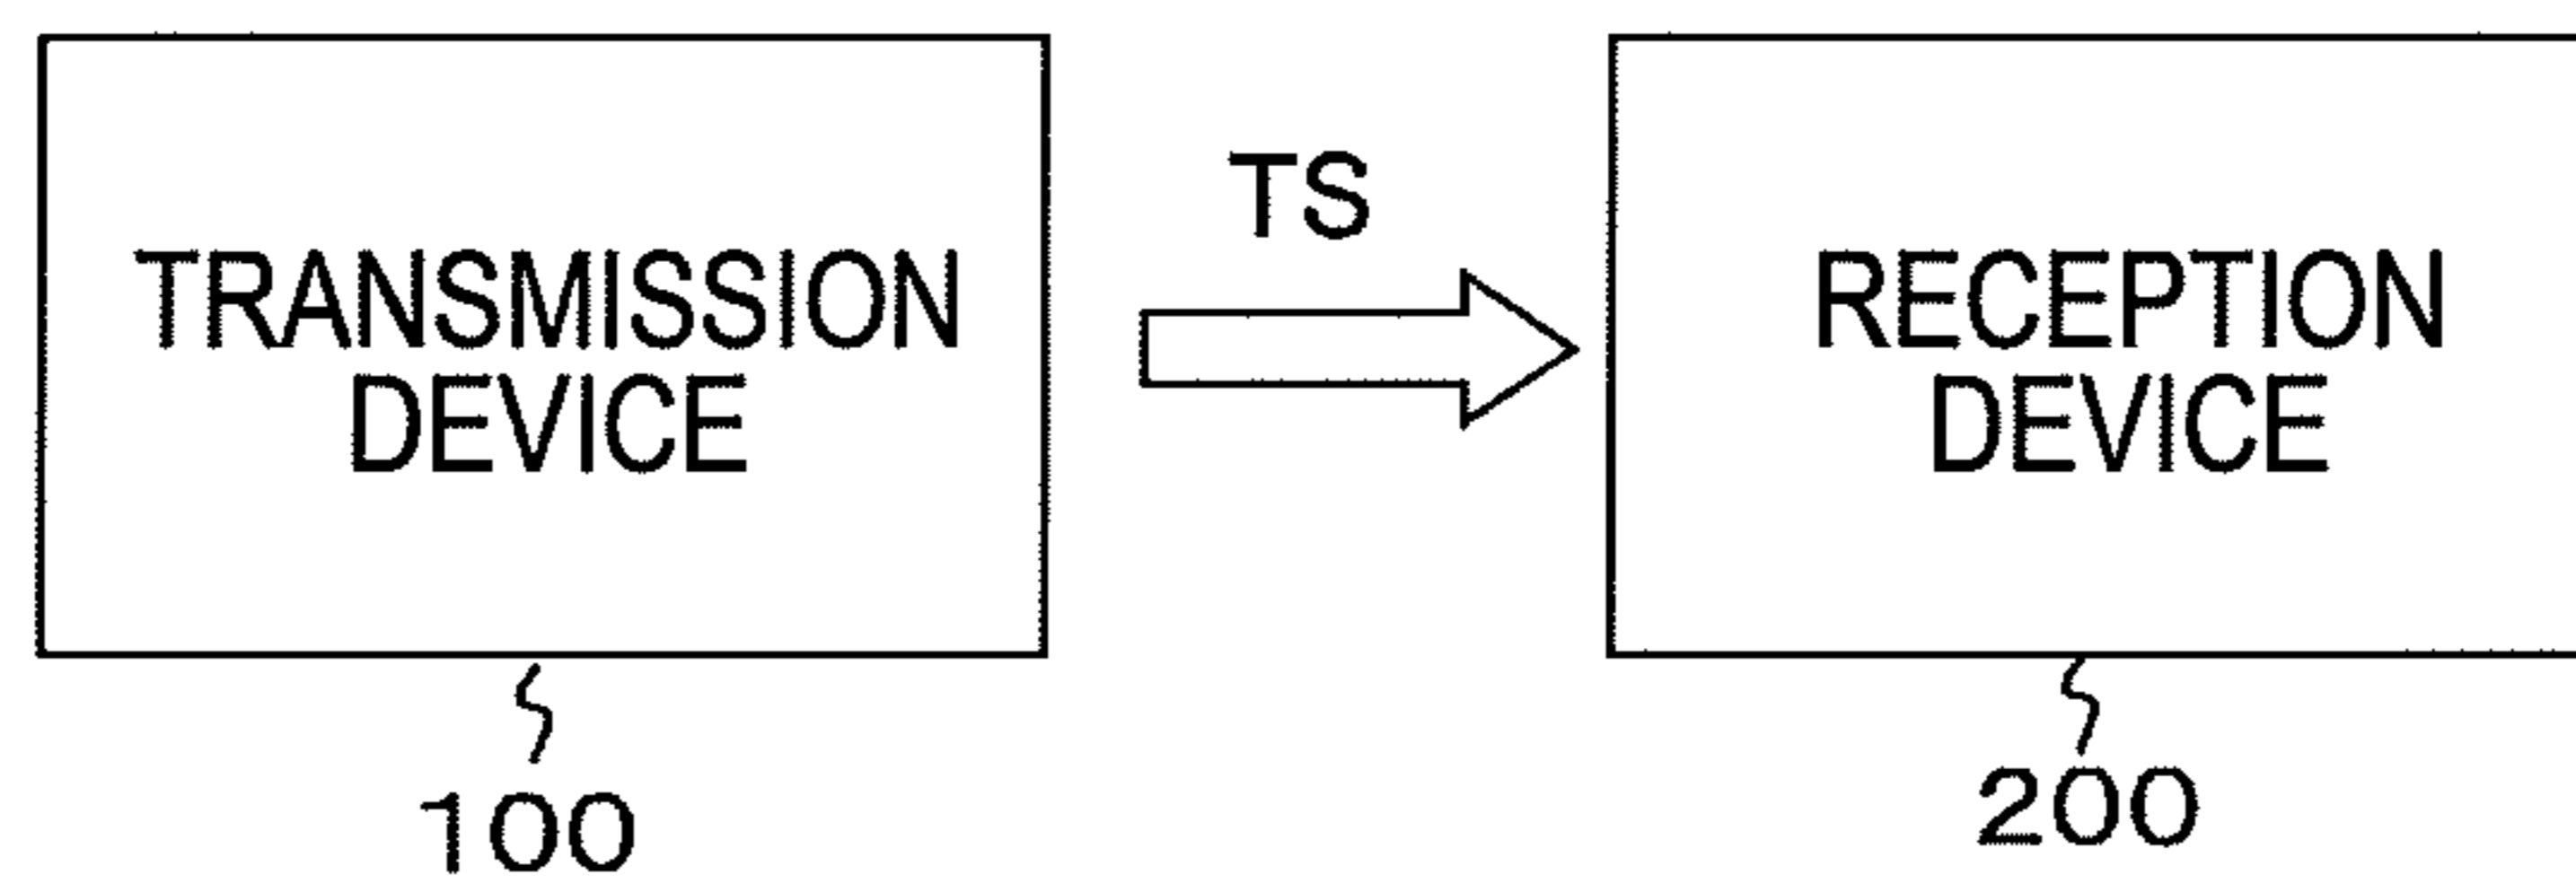 TRANSMISSION
DEVICE
TS
RECEPTION
DEVICE
100
200